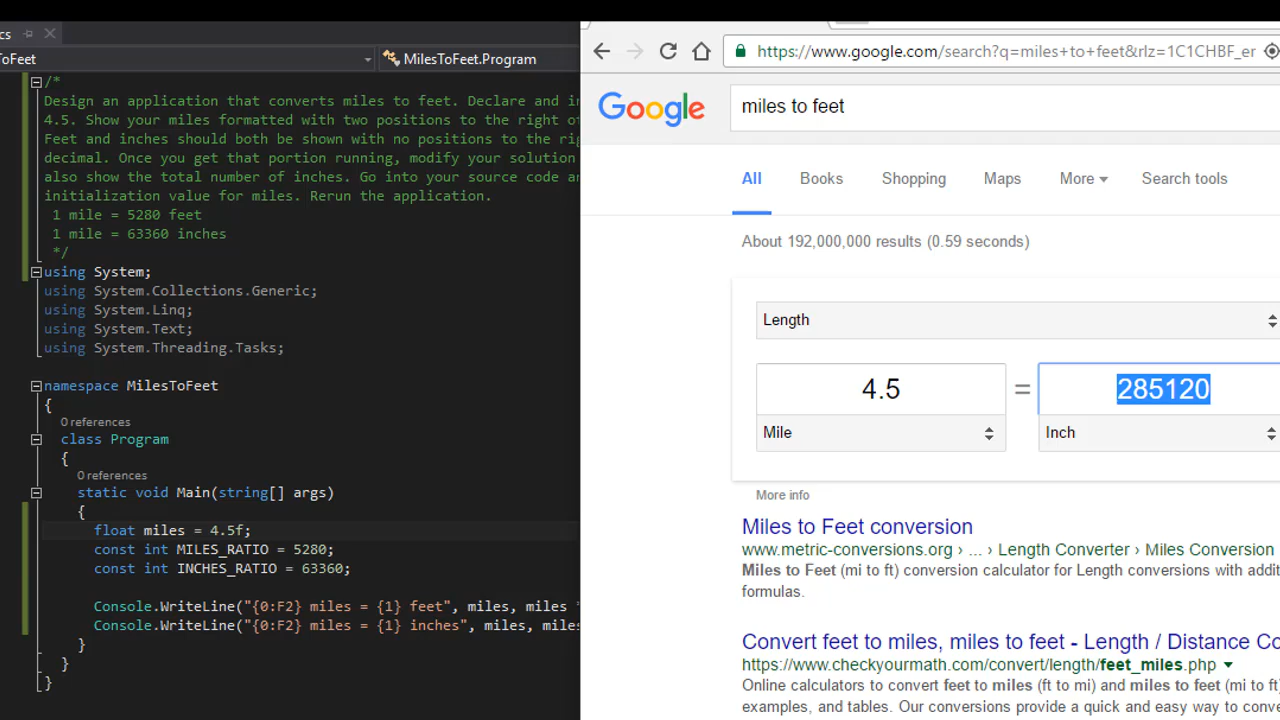 cs
oFeet
MilesToFeet.Program
/*
Design an application that converts miles to feet. Declare and
4.5. Show your miles formatted with two positions to the right
Feet and inches should both be shown with no positions to the
decimal. Once you get that portion running, modify your solution
also show the total number of inches. Go into your source code
initialization value for miles. Rerun the application.
1 mile = 5280 feet
1 mile = 63360 inches
*/
using System;
using System.Collections.Generic;
using System.Linq;
using System.Text;
using System.Threading.Tasks;
namespace MilesToFeet
{
0 references
class Program
{
0 references
static void Main(string[] args)
{
float miles = 4.5f;
const int MILES_RATIO = 5280;
const int INCHES_RATIO = 63360;
Console.WriteLine("{0:F2} miles = {1} feet", miles, miles
Console.WriteLine("{0:F2} miles = {1} inches", miles,
}
}
}
https://www.google.com/search?q=miles+to+feet&rlz=1C1CHBF_er
Google
miles to feet
All Books Shopping Maps More Search tools
About 192,000,000 results (0.59 seconds)
Length
4.5 = 285120
Mile Inch
More info
Miles to Feet conversion
www.metric-conversions.org › ... › Length Converter › Miles Conversion
Miles to Feet (mi to ft) conversion calculator for Length conversions with
formulas.
Convert feet to miles, miles to feet - Length / Distance
https://www.checkyourmath.com/convert/length/feet_miles.php
Online calculators to convert feet to miles (ft to mi) and miles to feet (mi to
examples, and tables. Our conversions provide a quick and easy way to